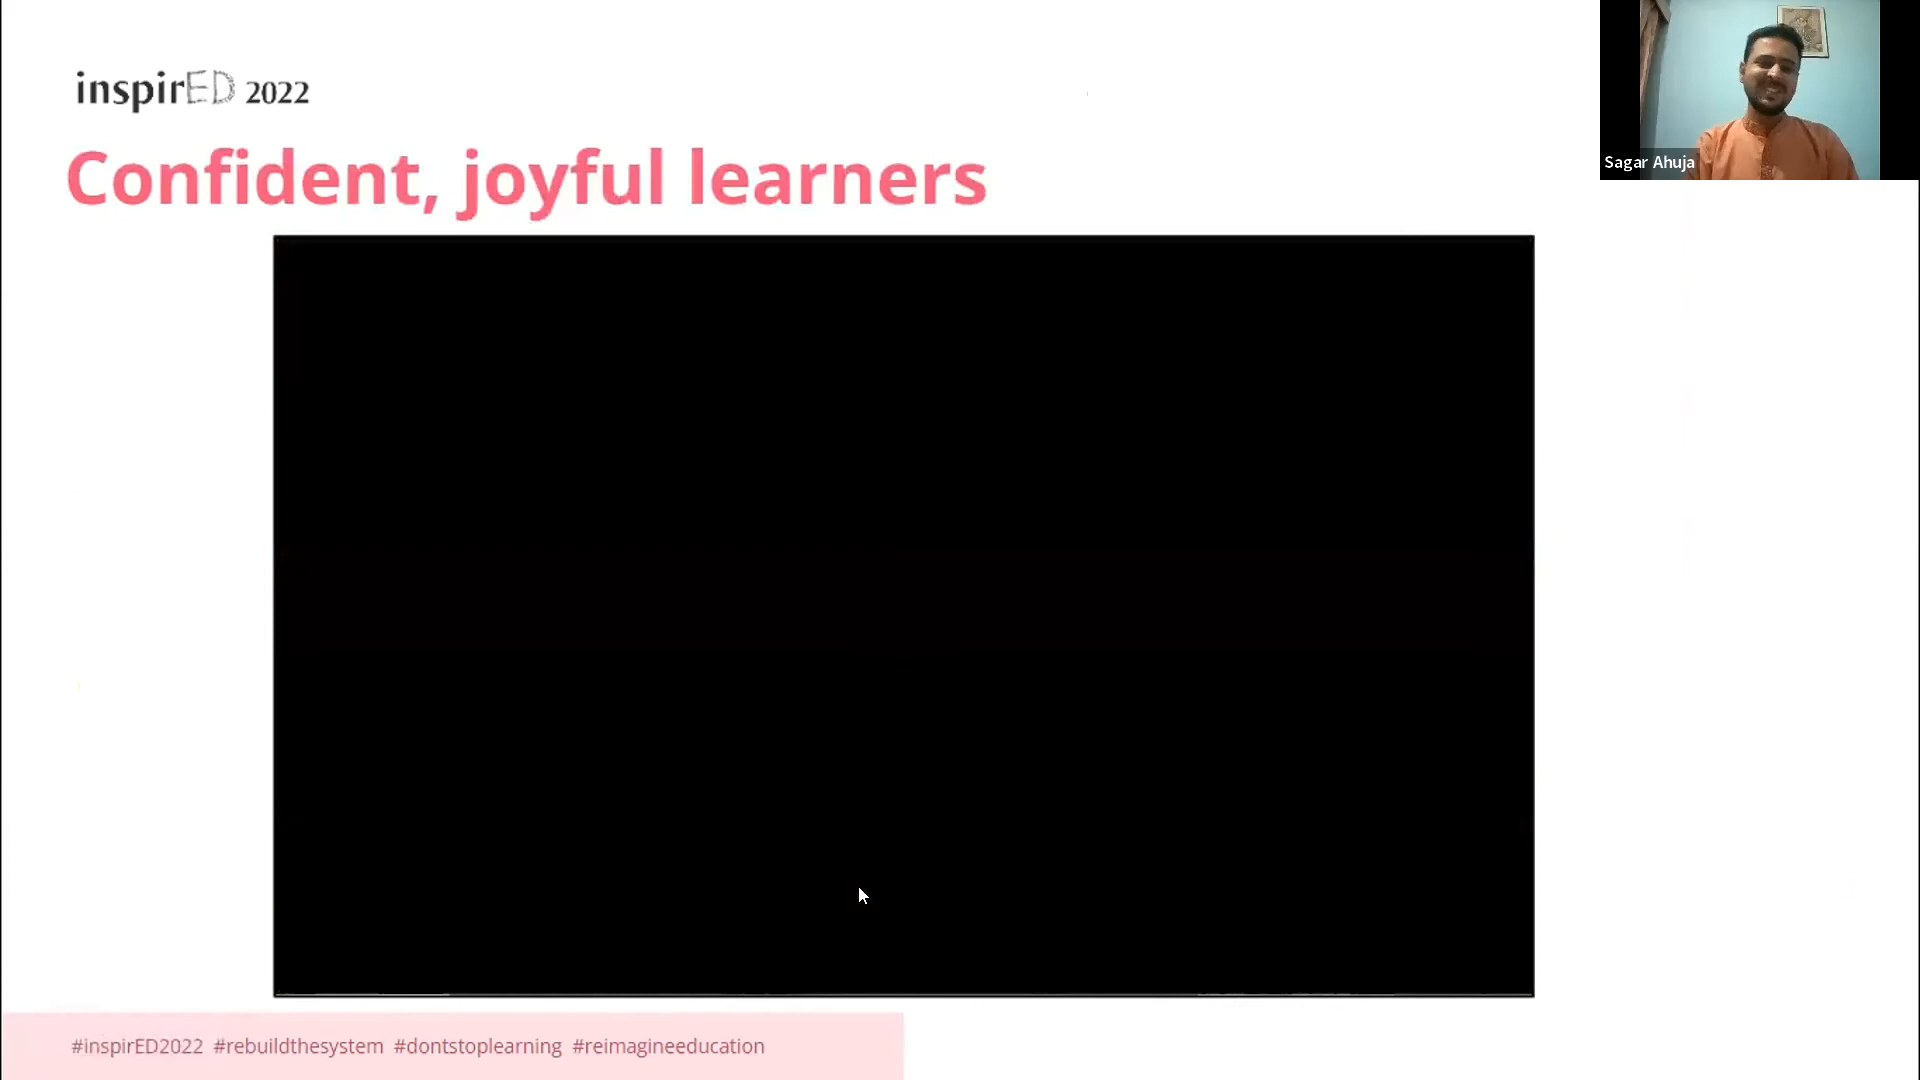 inspirED 2022
Confident, joyful learners
Sagar Ahuja
#inspirED2022 #rebuildthesystem #dontstoplearning #reimagineeducation